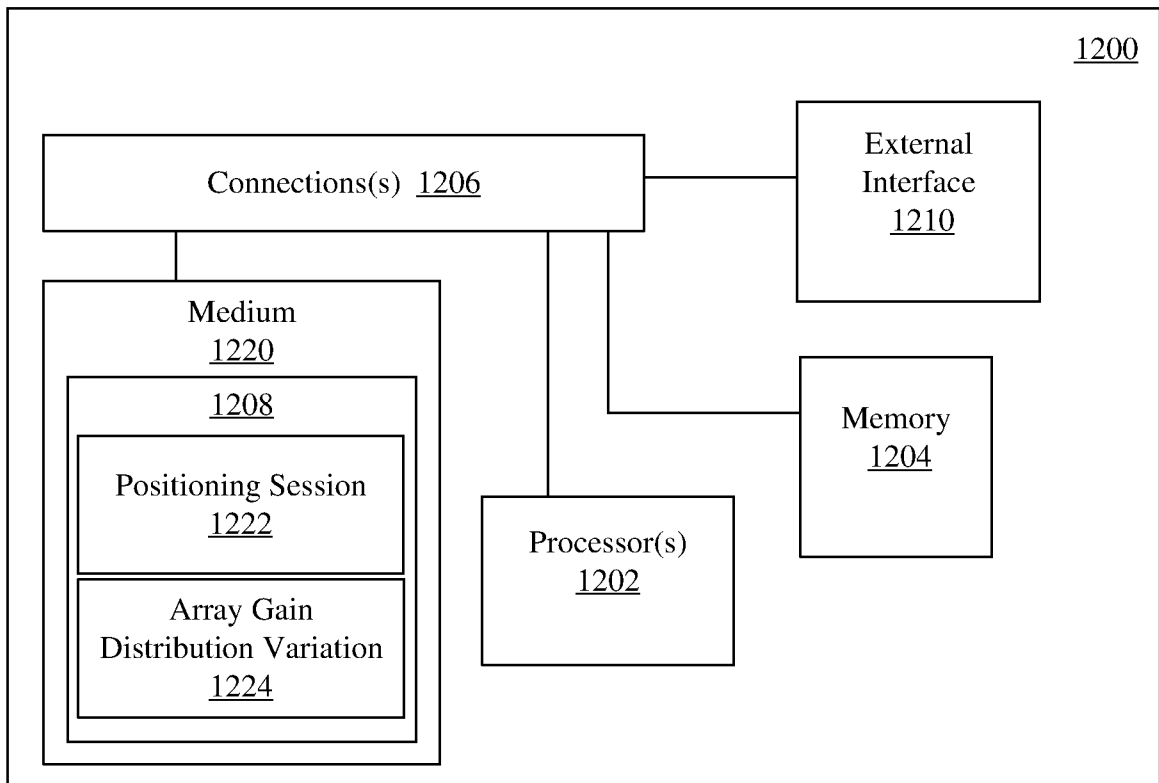 1200
Connections(s) 1206
External
Interface
1210
Medium
1220
1208
Positioning Session
1222
Array Gain
Distribution Variation
1224
Processor(s)
1202
Memory
1204